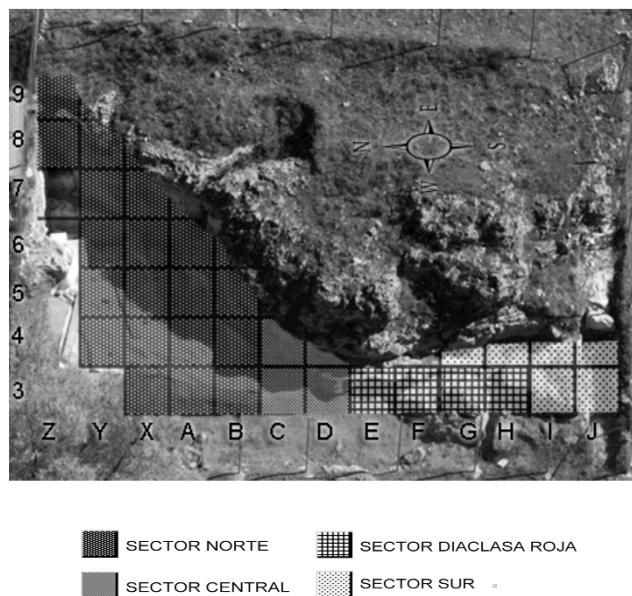 9
8
7
6
5
4
3
E
N S
W
Z Y X A B C D E F G H I J
SECTOR NORTE
SECTOR DIACLASA ROJA
SECTOR CENTRAL
SECTOR SUR